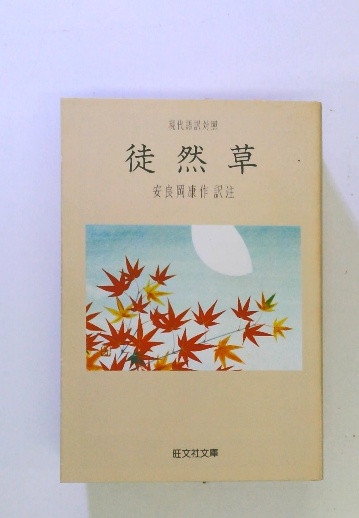 現代語訳対照
徒然草
安良岡康作 訳注
旺文社文庫